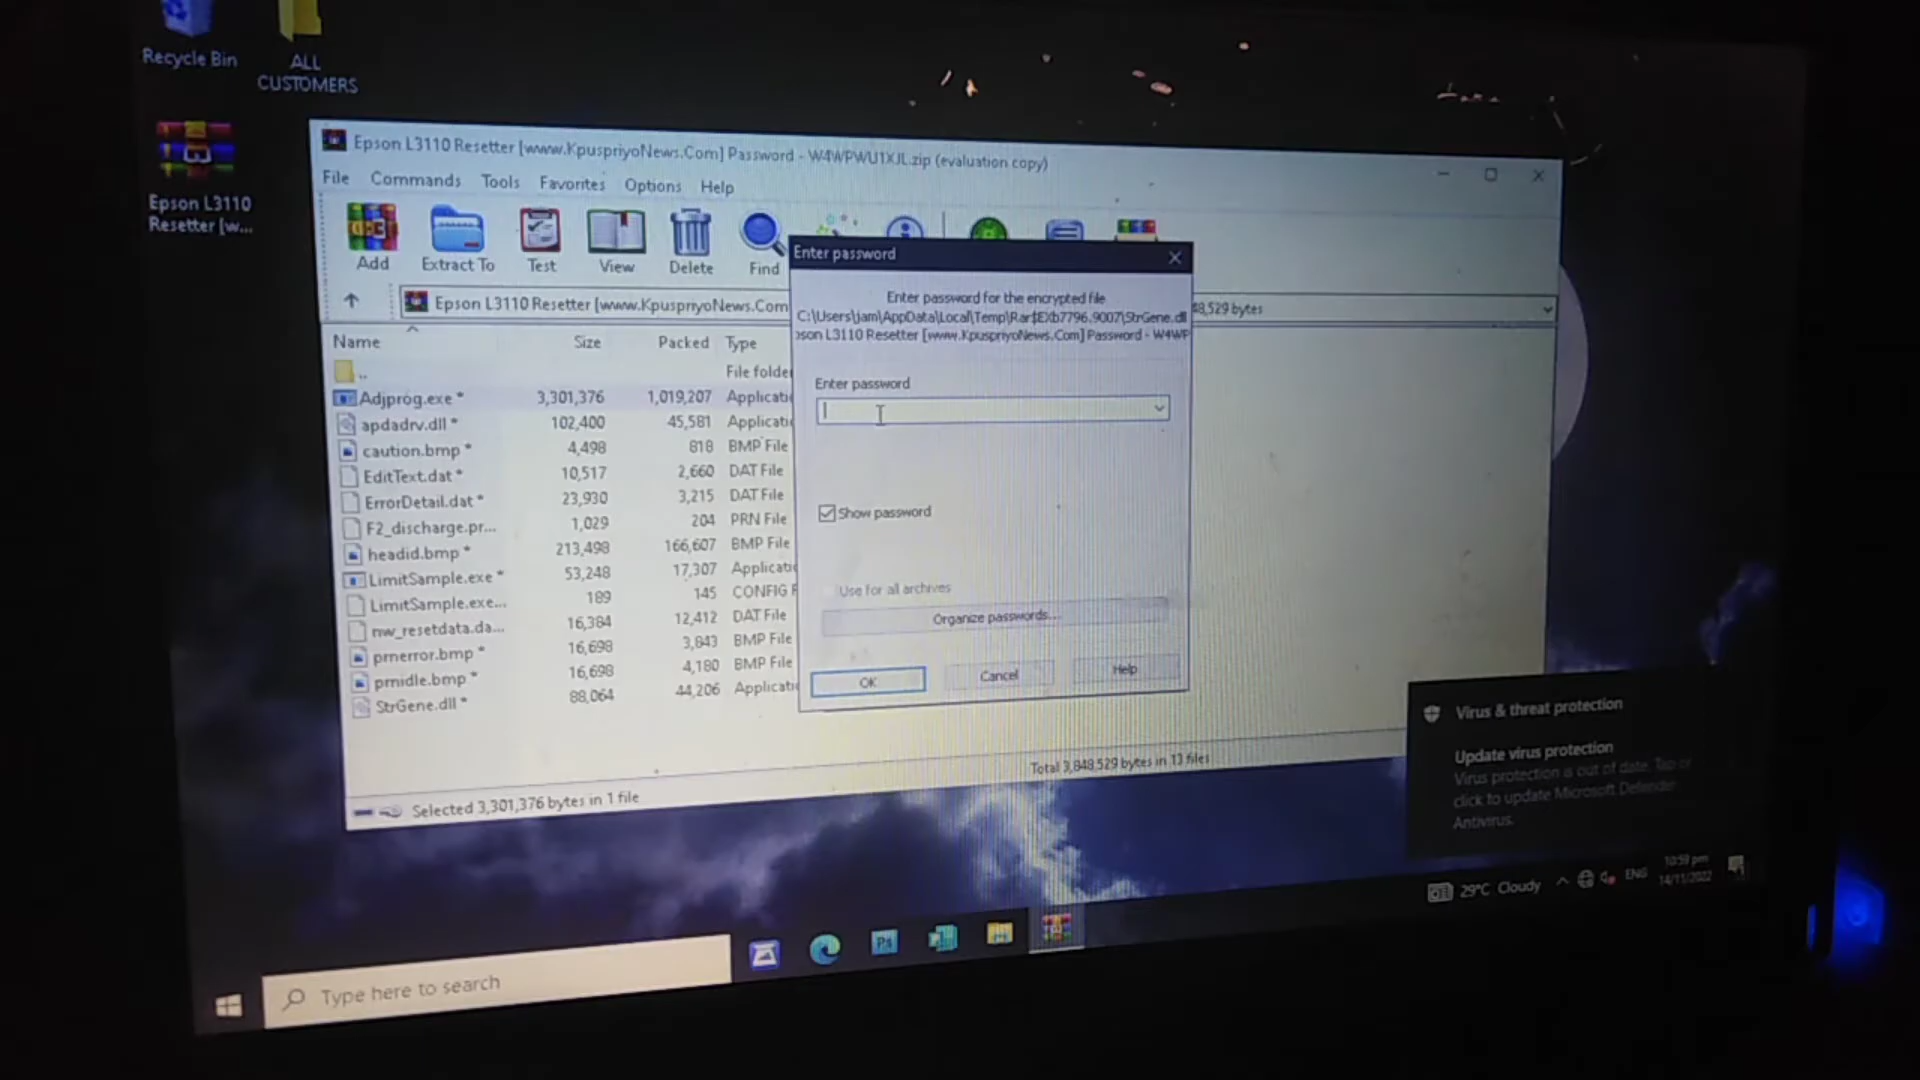 Recycle Bin
ALL
CUSTOMERS
Epson L3110
Resetter [w...
Epson L3110 Resetter [www.KpuspriyoNews.Com] Password - W4WPWU1XJL.zip (evaluation copy)
File Commands Tools Favorites Options Help
Add Extract To Test View Delete Find
Epson L3110 Resetter [www.KpuspriyoNews.Com
48,529 bytes
Name Size Packed Type
.. File folder
Adjprog.exe * 3,301,376 1,019,207 Applicati
apdadrv.dll * 102,400 45,581 Applicati
caution.bmp * 4,498 818 BMP File
EditText.dat * 10,517 2,660 DAT File
ErrorDetail.dat * 23,930 3,215 DAT File
F2_discharge.pr... 1,029 204 PRN File
headid.bmp * 213,498 166,607 BMP File
LimitSample.exe * 53,248 17,307 Applicati
LimitSample.exe... 189 145 CONFIG F
nw_resetdata.da... 16,384 12,412 DAT File
prnerror.bmp * 16,698 3,843 BMP File
prnidle.bmp * 16,698 4,180 BMP File
StrGene.dll * 88,064 44,206 Applicati
Selected 3,301,376 bytes in 1 file
Total 3,848,529 bytes in 13 files
Enter password
Enter password for the encrypted file
C:\Users\jam\AppData\Local\Temp\Rar$EXb7796.9007\StrGene.dll
son L3110 Resetter [www.KpuspriyoNews.Com] Password - W4WP
Enter password
Show password
Use for all archives
Organize passwords...
OK Cancel Help
Virus & threat protection
Update virus protection
Virus protection is out of date. Tap or
click to update Microsoft Defender
Antivirus.
Type here to search
Ps
29°C Cloudy ENG
10:59 pm
14/11/2022